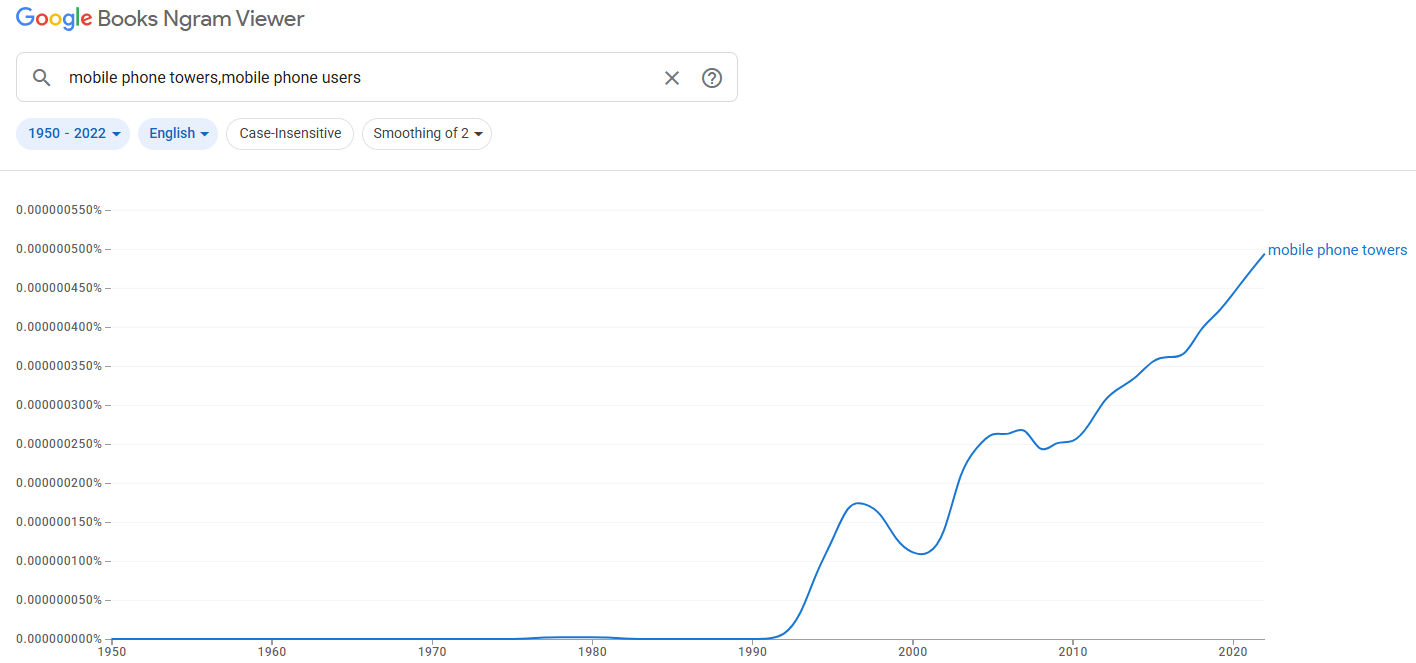 Google Books Ngram Viewer
mobile phone towers,mobile phone users
1950 - 2022 English Case-Insensitive Smoothing of 2
0.000000550%
0.000000500%
mobile phone towers
0.000000450%
0.000000400%
0.000000350%
0.000000300%
0.000000250%
0.000000200%
0.000000150%
0.000000100%
0.000000050%
0.000000000%
1950 1960 1970 1980 1990 2000 2010 2020